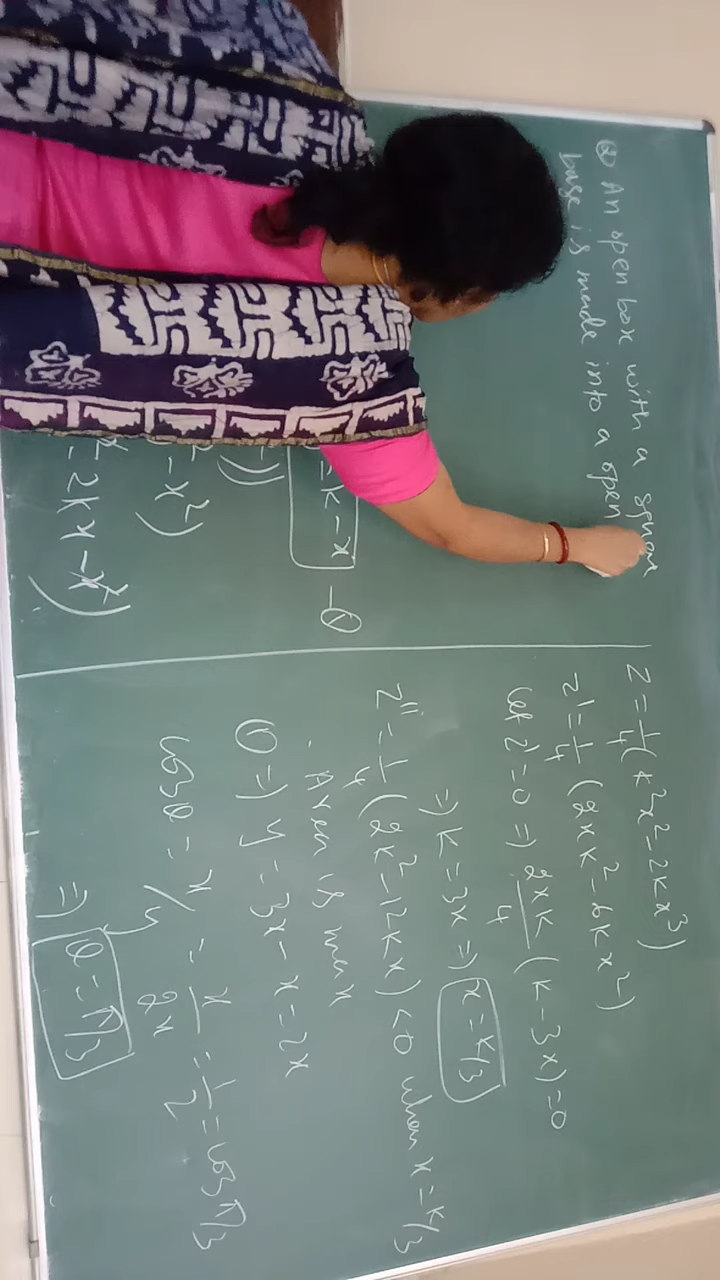 Q) An open box with a square
base is made into a open
= k - x - ①
=)
- x²)
= 2kx - x²)
Z = 1/4 (k²x² - 2kx³)
Z' = 1/4 (2xk² - 6kx²)
let Z' = 0 => 2xk/4 (k - 3x) = 0
=> k = 3x => x = k/3
Z'' = 1/4 (2k² - 12kx) < 0 when x = k/3
∴ Area is max
① => y = 3x - x = 2x
cosθ = x/y = x/2x = 1/2 = cos π/3
=> θ = π/3